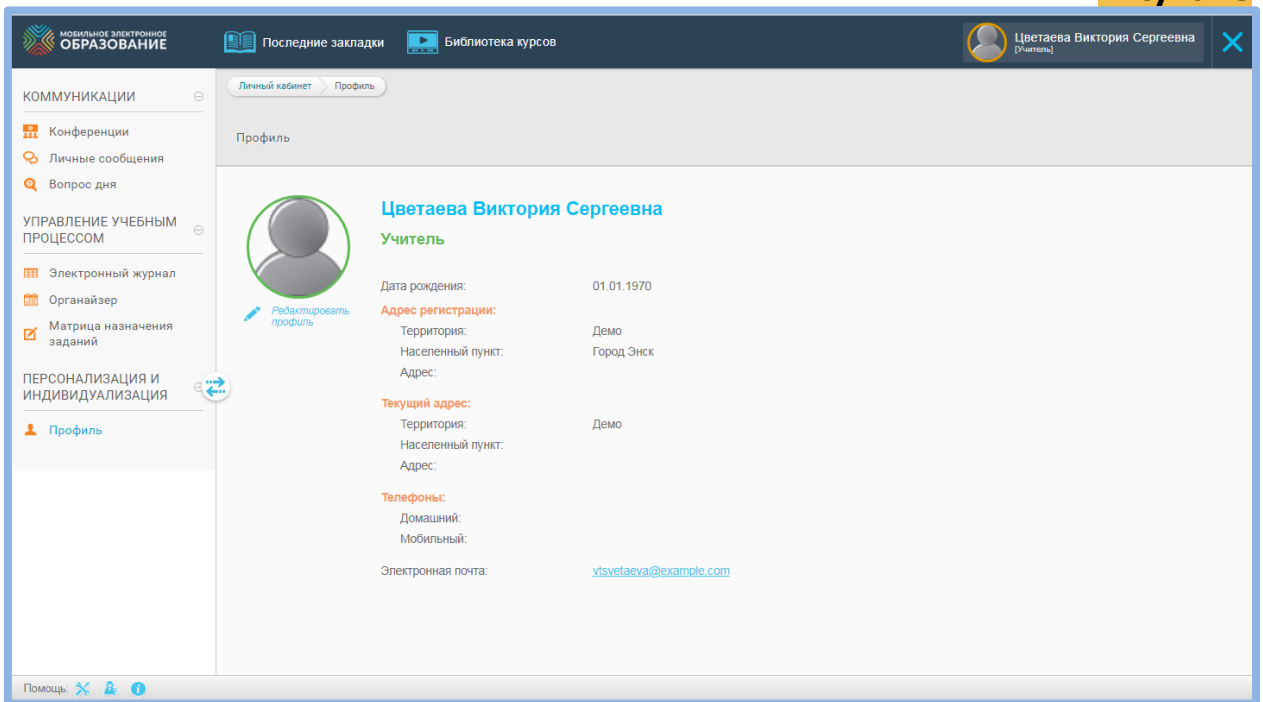 МОБИЛЬНОЕ ЭЛЕКТРОННОЕ
ОБРАЗОВАНИЕ
Последние закладки
Библиотека курсов
Цветаева Виктория Сергеевна
[Учитель]
КОММУНИКАЦИИ
Конференции
Личные сообщения
Вопрос дня
УПРАВЛЕНИЕ УЧЕБНЫМ
ПРОЦЕССОМ
Электронный журнал
Органайзер
Матрица назначения
заданий
ПЕРСОНАЛИЗАЦИЯ И
ИНДИВИДУАЛИЗАЦИЯ
Профиль
Личный кабинет Профиль
Профиль
Редактировать
профиль
Цветаева Виктория Сергеевна
Учитель
Дата рождения: 01.01.1970
Адрес регистрации:
Территория: Демо
Населенный пункт: Город Энск
Адрес:
Текущий адрес:
Территория: Демо
Населенный пункт:
Адрес:
Телефоны:
Домашний:
Мобильный:
Электронная почта: vtsvetaeva@example.com
Помощь: